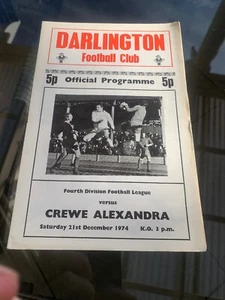 DARLINGTON
Football Club
5p Official Programme 5p
Fourth Division Football League
versus
CREWE ALEXANDRA
Saturday 21st December 1974 K.O. 3 p.m.